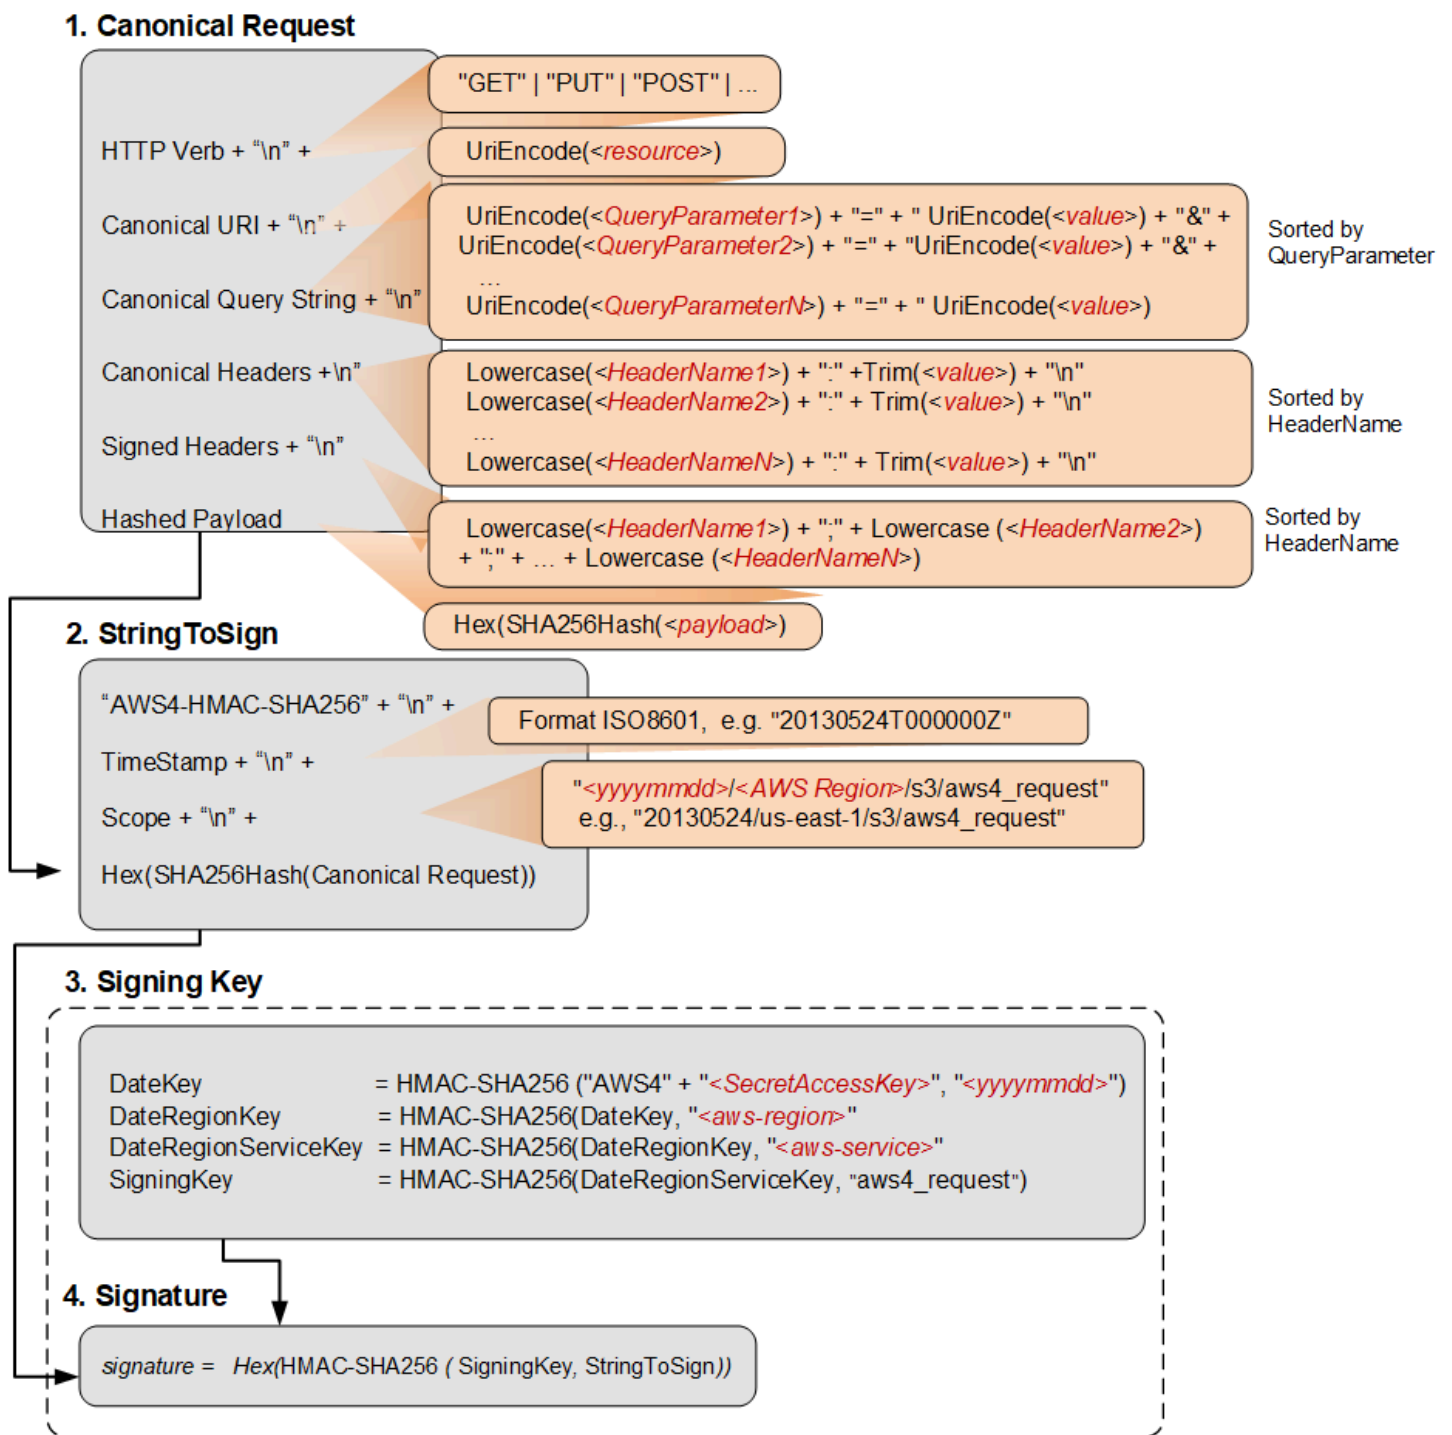 1. Canonical Request
"GET" | "PUT" | "POST" | ...
HTTP Verb + “\n” +
UriEncode(<resource>)
Canonical URI + “\n” +
UriEncode(<QueryParameter1>) + "=" + " UriEncode(<value>) + "&" +
UriEncode(<QueryParameter2>) + "=" + "UriEncode(<value>) + "&" +
...
UriEncode(<QueryParameterN>) + "=" + " UriEncode(<value>)
Sorted by
QueryParameter
Canonical Query String + “\n”
Canonical Headers +\n”
Lowercase(<HeaderName1>) + ":" +Trim(<value>) + "\n"
Lowercase(<HeaderName2>) + ":" + Trim(<value>) + "\n"
...
Lowercase(<HeaderNameN>) + ":" + Trim(<value>) + "\n"
Sorted by
HeaderName
Signed Headers + “\n”
Hashed Payload
Lowercase(<HeaderName1>) + ";" + Lowercase (<HeaderName2>)
+ ";" + ... + Lowercase (<HeaderNameN>)
Sorted by
HeaderName
Hex(SHA256Hash(<payload>)
2. StringToSign
“AWS4-HMAC-SHA256” + “\n” +
Format ISO8601, e.g. "20130524T000000Z"
TimeStamp + “\n” +
"<yyyymmdd>/<AWS Region>/s3/aws4_request"
e.g., "20130524/us-east-1/s3/aws4_request"
Scope + “\n” +
Hex(SHA256Hash(Canonical Request))
3. Signing Key
DateKey = HMAC-SHA256 ("AWS4" + "<SecretAccessKey>", "<yyyymmdd>")
DateRegionKey = HMAC-SHA256(DateKey, "<aws-region>"
DateRegionServiceKey = HMAC-SHA256(DateRegionKey, "<aws-service>"
SigningKey = HMAC-SHA256(DateRegionServiceKey, "aws4_request")
4. Signature
signature = Hex(HMAC-SHA256 ( SigningKey, StringToSign))